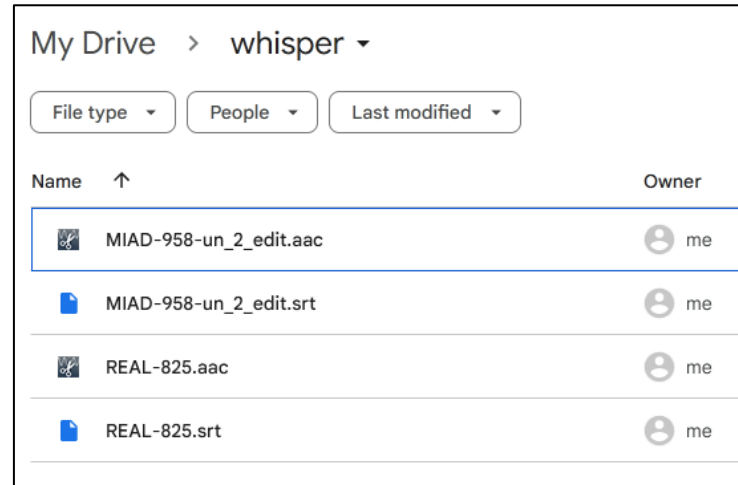 My Drive > whisper
File type People Last modified
Name Owner
MIAD-958-un_2_edit.aac me
MIAD-958-un_2_edit.srt me
REAL-825.aac me
REAL-825.srt me